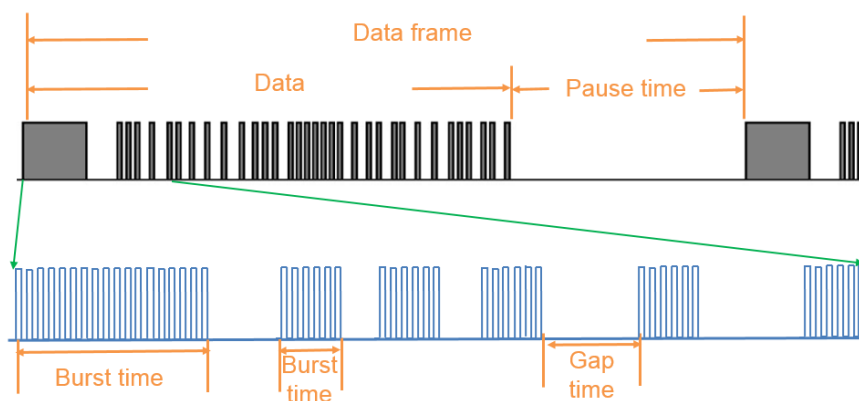 Data frame
Data
Pause time
Burst time
Burst
time
Gap
time